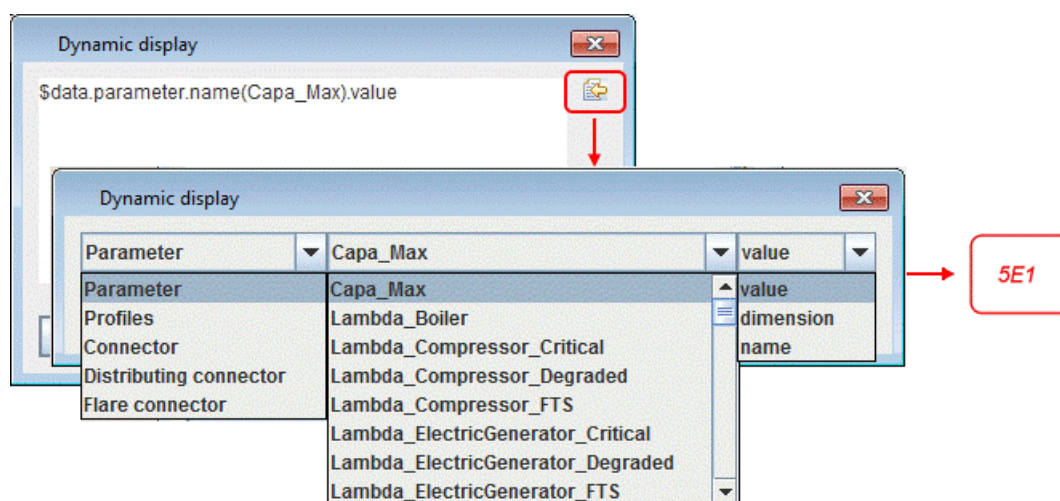 Dynamic display
$data.parameter.name(Capa_Max).value
Dynamic display
Parameter Capa_Max value
Parameter Capa_Max value
Profiles Lambda_Boiler dimension
Connector Lambda_Compressor_Critical name
Distributing connector Lambda_Compressor_Degraded
Flare connector Lambda_Compressor_FTS
Lambda_ElectricGenerator_Critical
Lambda_ElectricGenerator_Degraded
Lambda_ElectricGenerator_FTS
5E1